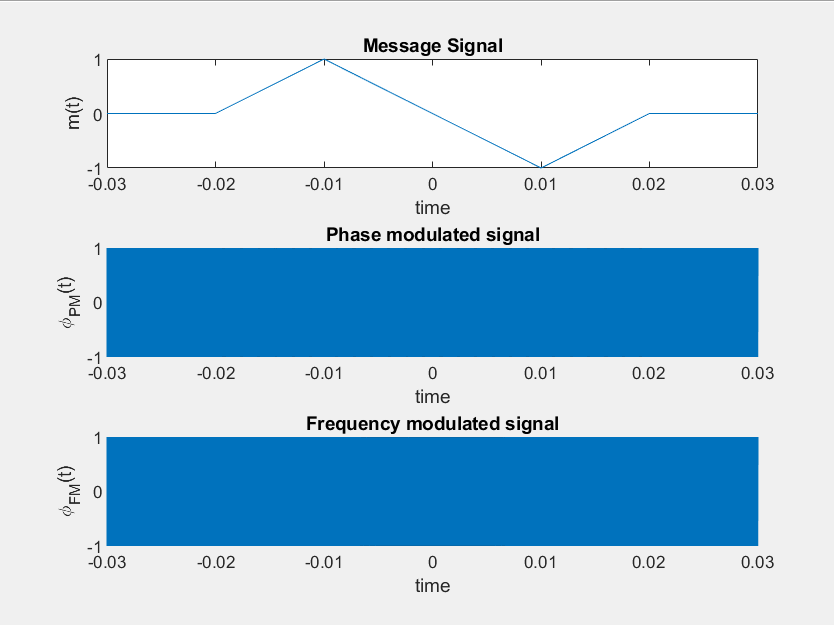 Message Signal
m(t)
1
0
-1
-0.03 -0.02 -0.01 0 0.01 0.02 0.03
time
Phase modulated signal
ϕPM(t)
1
0
-1
-0.03 -0.02 -0.01 0 0.01 0.02 0.03
time
Frequency modulated signal
ϕFM(t)
1
0
-1
-0.03 -0.02 -0.01 0 0.01 0.02 0.03
time